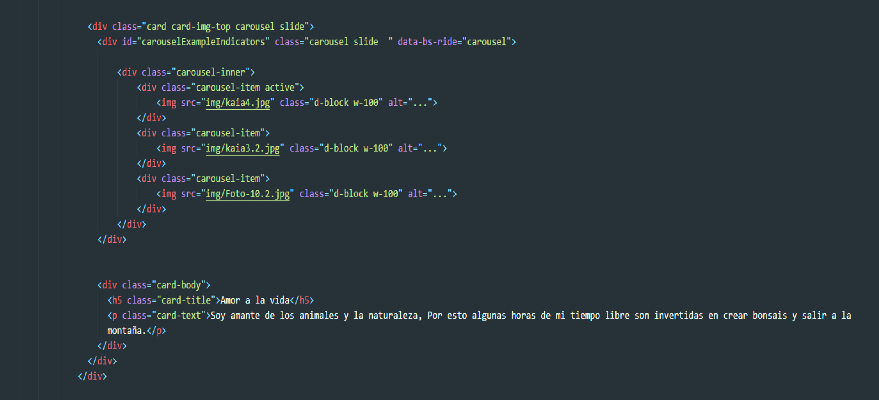 <div class="card card-img-top carousel slide">
<div id="carouselExampleIndicators" class="carousel slide  " data-bs-ride="carousel">
<div class="carousel-inner">
<div class="carousel-item active">
<img src="img/kaia4.jpg" class="d-block w-100" alt="...">
</div>
<div class="carousel-item">
<img src="img/kaia3.2.jpg" class="d-block w-100" alt="...">
</div>
<div class="carousel-item">
<img src="img/Foto-10.2.jpg" class="d-block w-100" alt="...">
</div>
</div>
</div>
<div class="card-body">
<h5 class="card-title">Amor a la vida</h5>
<p class="card-text">Soy amante de los animales y la naturaleza, Por esto algunas horas de mi tiempo libre son invertidas en crear bonsais y salir a la
montaña.</p>
</div>
</div>
</div>